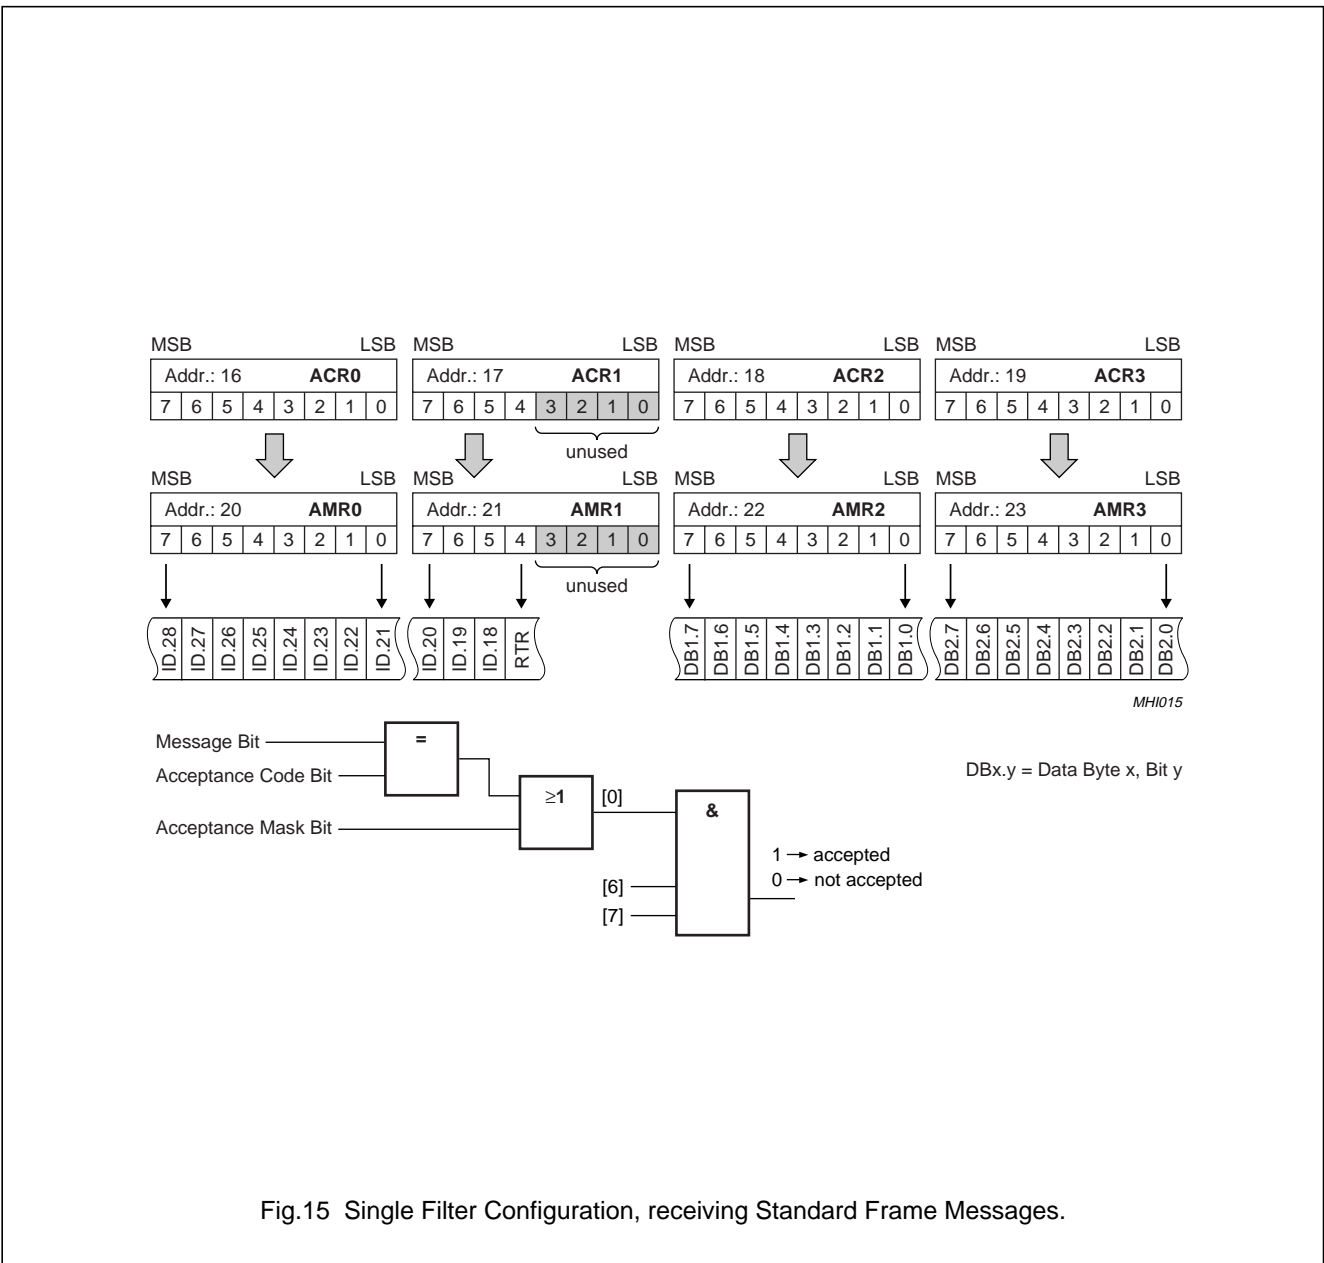 MSB LSB MSB LSB MSB LSB MSB LSB
Addr.: 16 ACR0 Addr.: 17 ACR1 Addr.: 18 ACR2 Addr.: 19 ACR3
7 6 5 4 3 2 1 0 7 6 5 4 3 2 1 0 7 6 5 4 3 2 1 0 7 6 5 4 3 2 1 0
unused
MSB LSB MSB LSB MSB LSB MSB LSB
Addr.: 20 AMR0 Addr.: 21 AMR1 Addr.: 22 AMR2 Addr.: 23 AMR3
7 6 5 4 3 2 1 0 7 6 5 4 3 2 1 0 7 6 5 4 3 2 1 0 7 6 5 4 3 2 1 0
unused
ID.28 ID.27 ID.26 ID.25 ID.24 ID.23 ID.22 ID.21 ID.20 ID.19 ID.18 RTR DB1.7 DB1.6 DB1.5 DB1.4 DB1.3 DB1.2 DB1.1 DB1.0 DB2.7 DB2.6 DB2.5 DB2.4 DB2.3 DB2.2 DB2.1 DB2.0
MHI015
Message Bit =
Acceptance Code Bit DBx.y = Data Byte x, Bit y
≥1 [0] &
Acceptance Mask Bit
1 → accepted
[6] 0 → not accepted
[7]
Fig.15 Single Filter Configuration, receiving Standard Frame Messages.